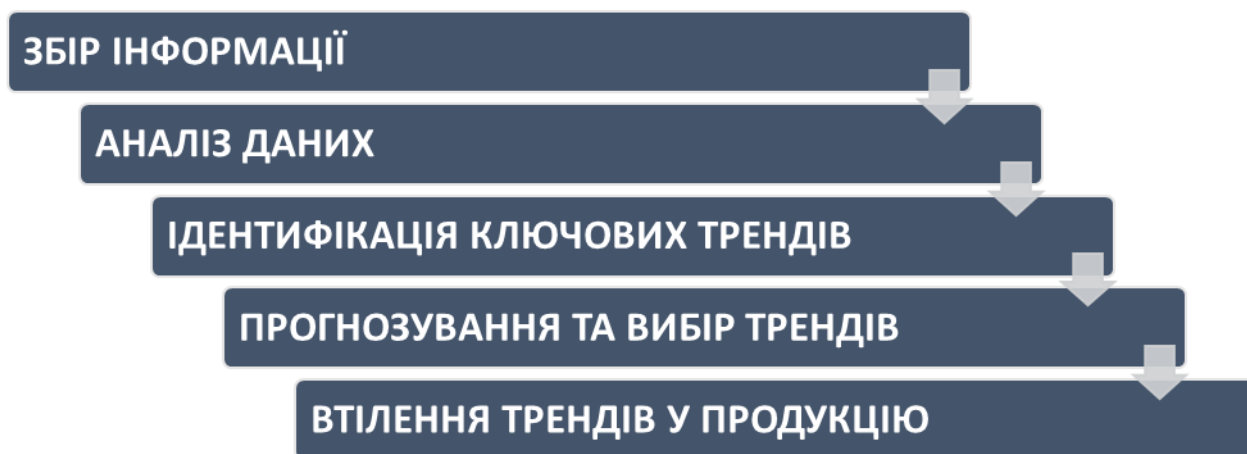 ЗБІР ІНФОРМАЦІЇ
АНАЛІЗ ДАНИХ
ІДЕНТИФІКАЦІЯ КЛЮЧОВИХ ТРЕНДІВ
ПРОГНОЗУВАННЯ ТА ВИБІР ТРЕНДІВ
ВТІЛЕННЯ ТРЕНДІВ У ПРОДУКЦІЮ